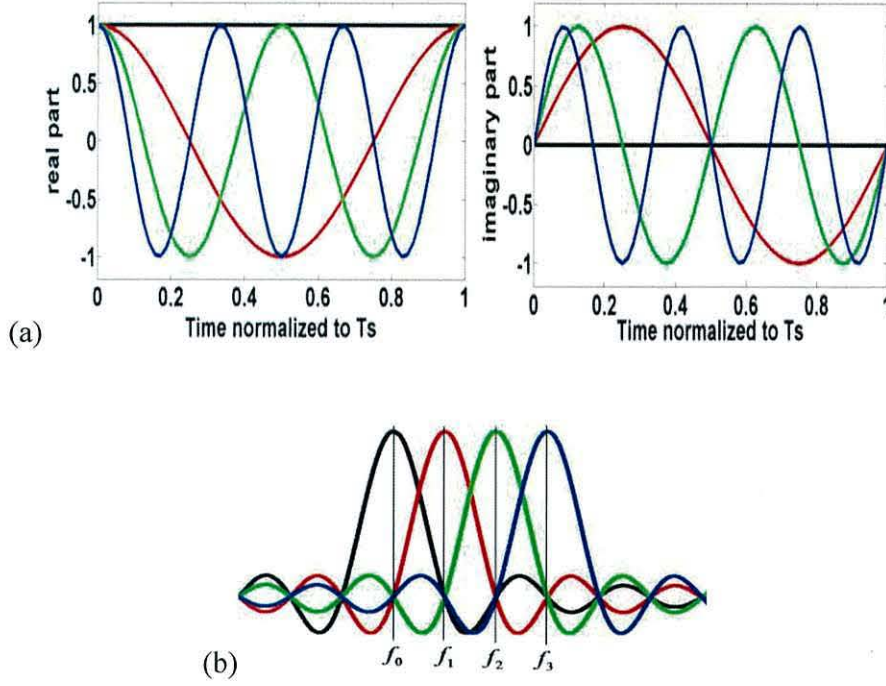 real part
1
0.5
0
-0.5
-1
0 0.2 0.4 0.6 0.8 1
Time normalized to Ts
imaginary part
1
0.5
0
-0.5
-1
0 0.2 0.4 0.6 0.8 1
Time normalized to Ts
(a)
f₀ f₁ f₂ f₃
(b)